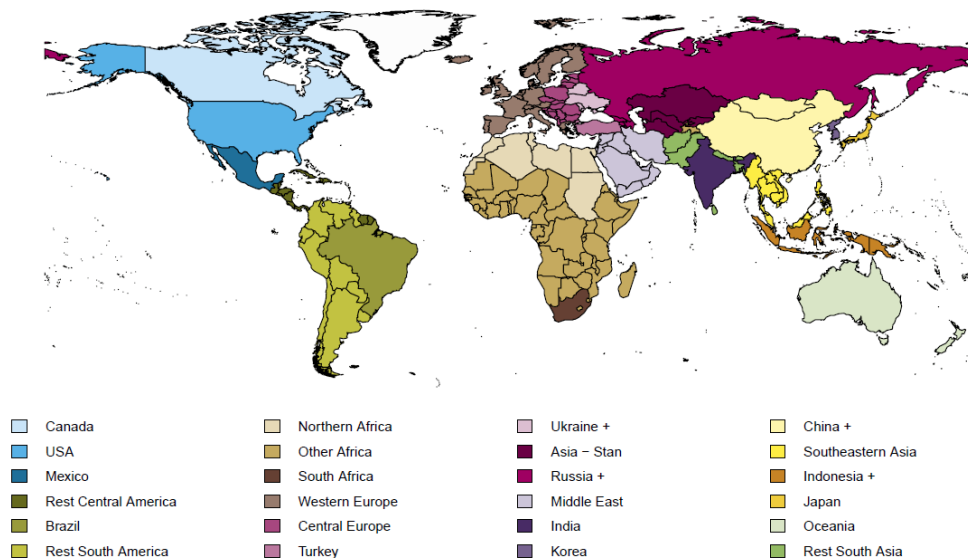 Canada
USA
Mexico
Rest Central America
Brazil
Rest South America
Northern Africa
Other Africa
South Africa
Western Europe
Central Europe
Turkey
Ukraine +
Asia − Stan
Russia +
Middle East
India
Korea
China +
Southeastern Asia
Indonesia +
Japan
Oceania
Rest South Asia